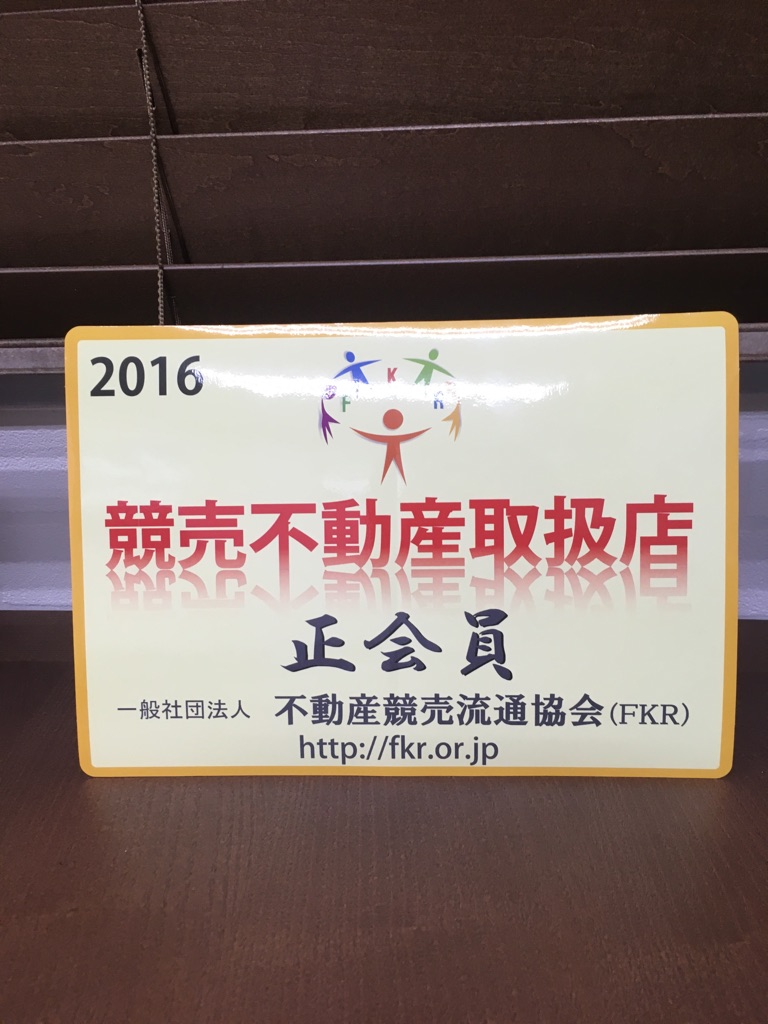 2016
F K R
競売不動産取扱店
正会員
一般社団法人 不動産競売流通協会(FKR)
http://fkr.or.jp